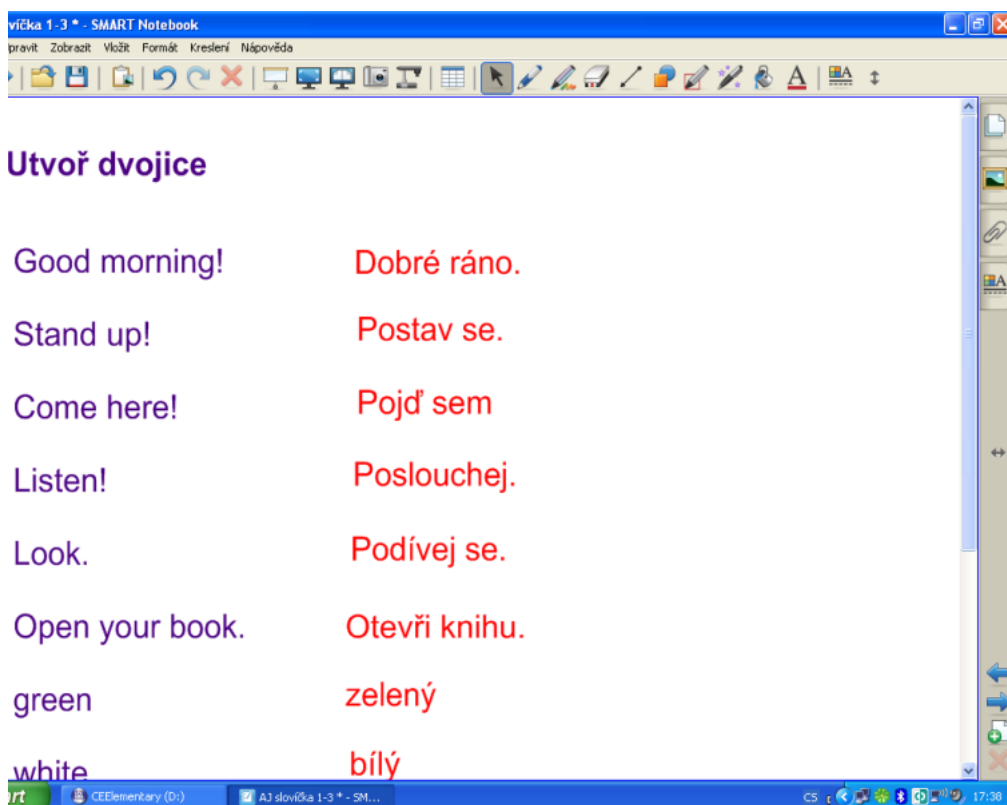 víčka 1-3 * - SMART Notebook
pravit Zobrazit Vložit Formát Kreslení Nápověda
Utvoř dvojice
Good morning! Dobré ráno.
Stand up! Postav se.
Come here! Pojď sem
Listen! Poslouchej.
Look. Podívej se.
Open your book. Otevři knihu.
green zelený
white bílý
art CEElementary (D:) AJ slovíčka 1-3 * - SM... CS 17:38